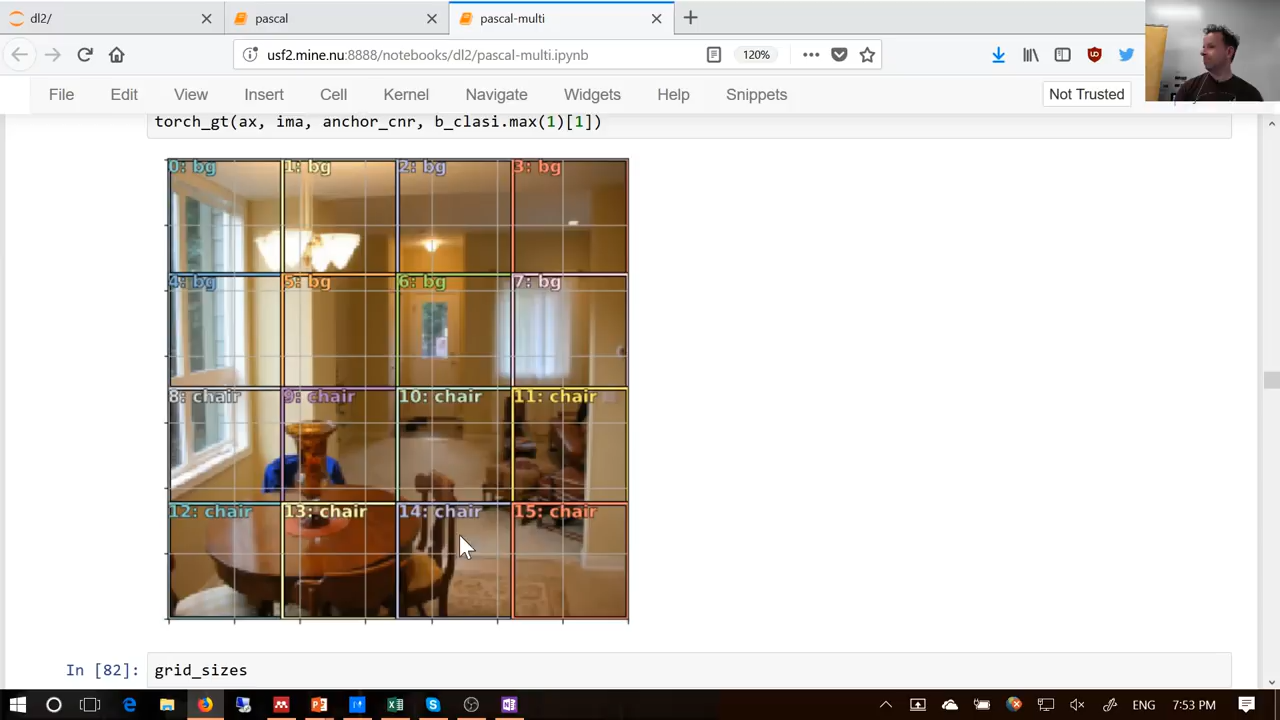 dl2/
pascal
pascal-multi
usf2.mine.nu:8888/notebooks/dl2/pascal-multi.ipynb
120%
File Edit View Insert Cell Kernel Navigate Widgets Help Snippets
Not Trusted
torch_gt(ax, ima, anchor_cnr, b_clasi.max(1)[1])
0: bg 1: bg 2: bg 3: bg
4: bg 5: bg 6: bg 7: bg
8: chair 9: chair 10: chair 11: chair
12: chair 13: chair 14: chair 15: chair
In [82]: grid_sizes
ENG 7:53 PM